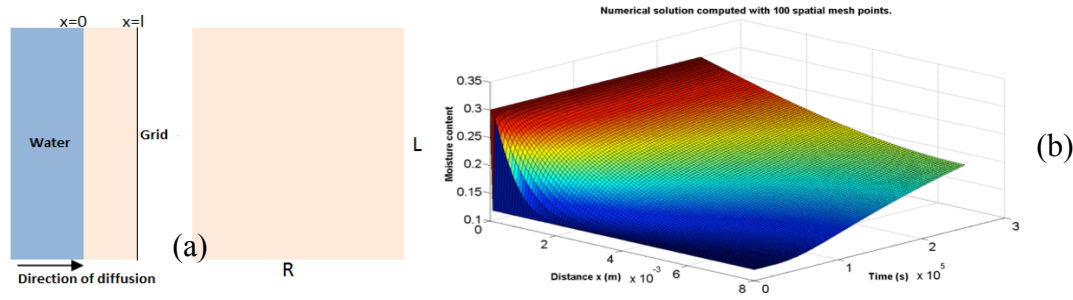 x=0 x=l
Water
Grid
L
(a)
R
Direction of diffusion
Numerical solution computed with 100 spatial mesh points.
0.35
0.3
0.25
0.2
0.15
0.1
Moisture content
0
2
4
6
8
Distance x (m) x 10⁻³
0
1
2
3
Time (s) x 10⁵
(b)